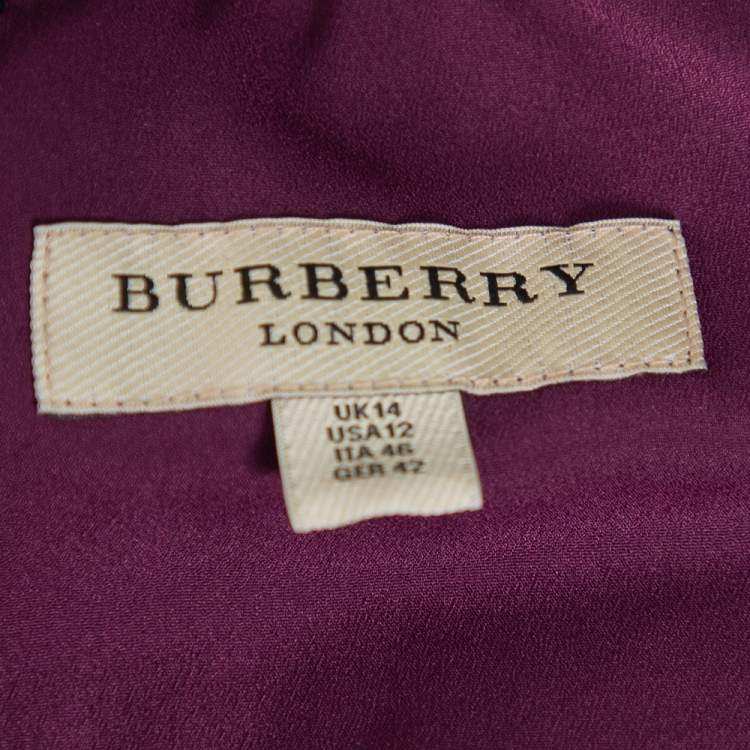 BURBERRY
LONDON
UK14
USA12
ITA 46
GER 42